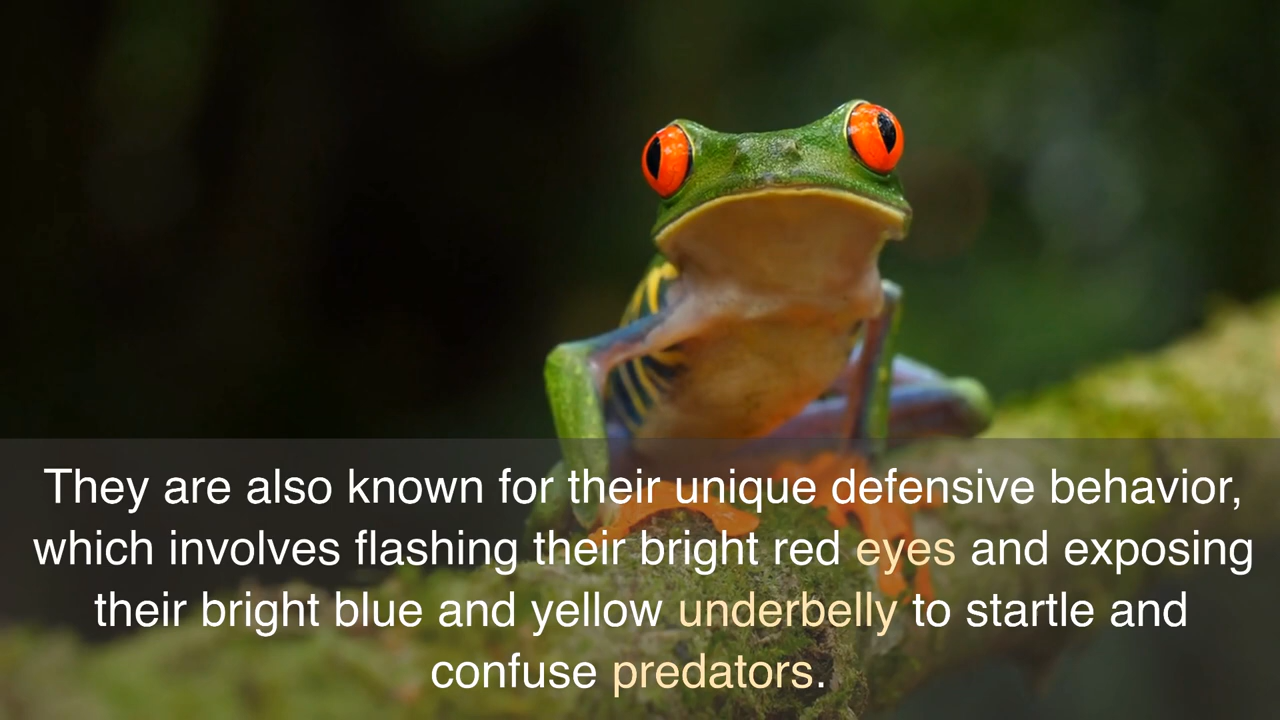 They are also known for their unique defensive behavior,
which involves flashing their bright red eyes and exposing
their bright blue and yellow underbelly to startle and
confuse predators.